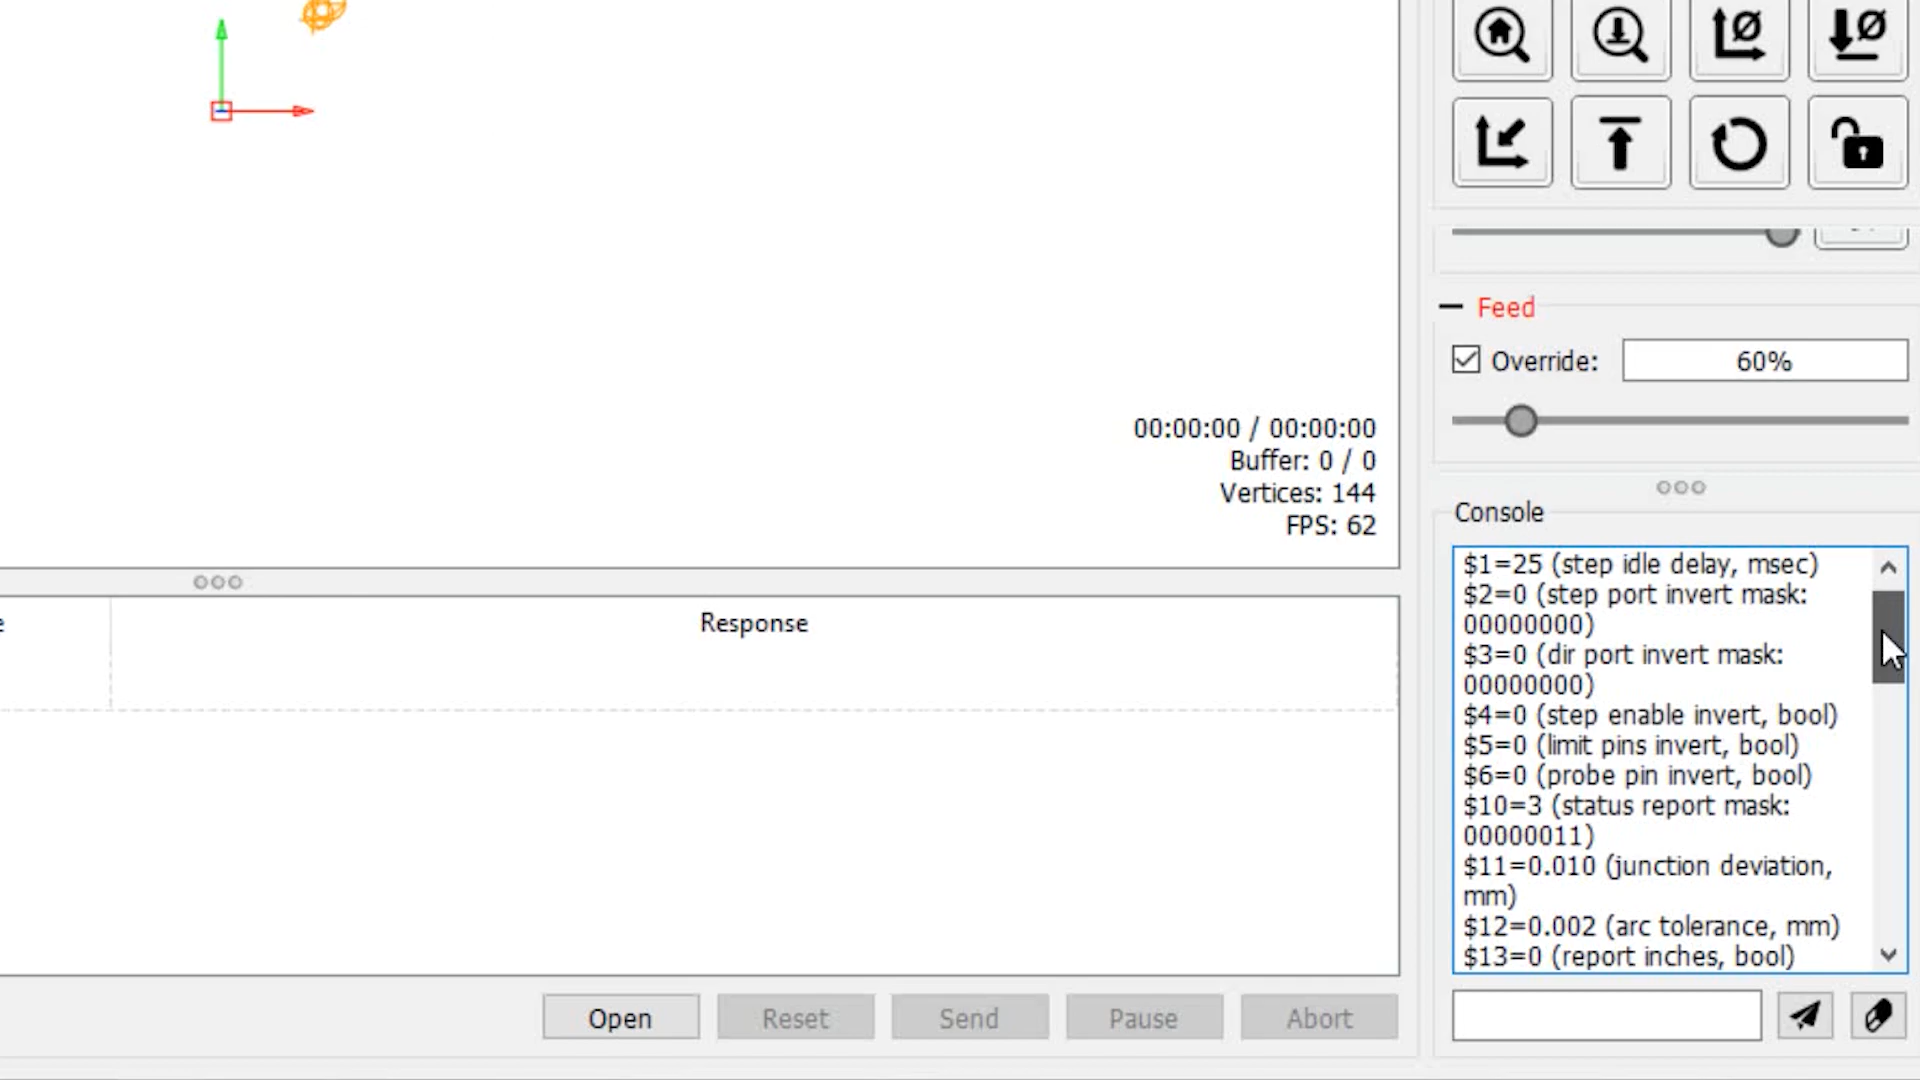 Feed
Override: 60%
00:00:00 / 00:00:00
Buffer: 0 / 0
Vertices: 144
FPS: 62
Console
$1=25 (step idle delay, msec)
$2=0 (step port invert mask:
00000000)
$3=0 (dir port invert mask:
00000000)
$4=0 (step enable invert, bool)
$5=0 (limit pins invert, bool)
$6=0 (probe pin invert, bool)
$10=3 (status report mask:
00000011)
$11=0.010 (junction deviation,
mm)
$12=0.002 (arc tolerance, mm)
$13=0 (report inches, bool)
Response
Open Reset Send Pause Abort